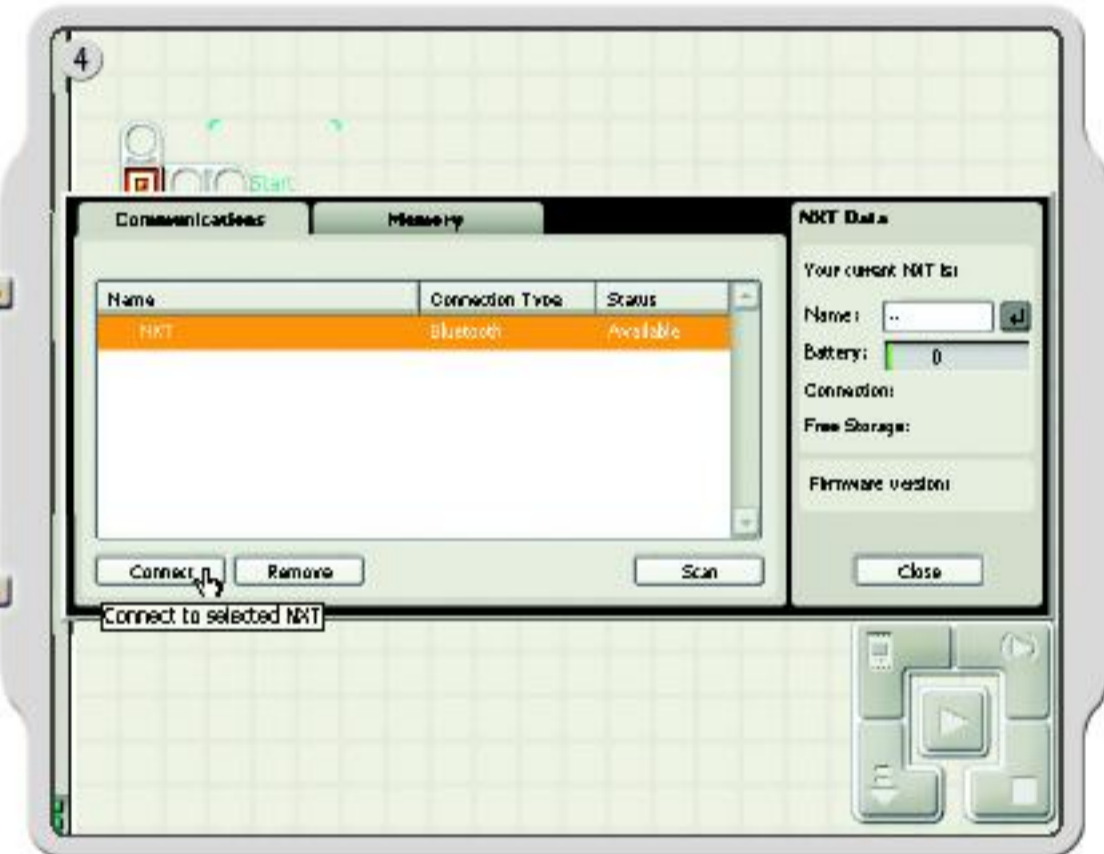 4
Start
Communications
Memory
Name
Connection Type
Status
NXT
Bluetooth
Available
Connect
Remove
Scan
Connect to selected NXT
NXT Data
Your current NXT is:
Name:
--
Battery:
0
Connection:
Free Storage:
Firmware version:
Close